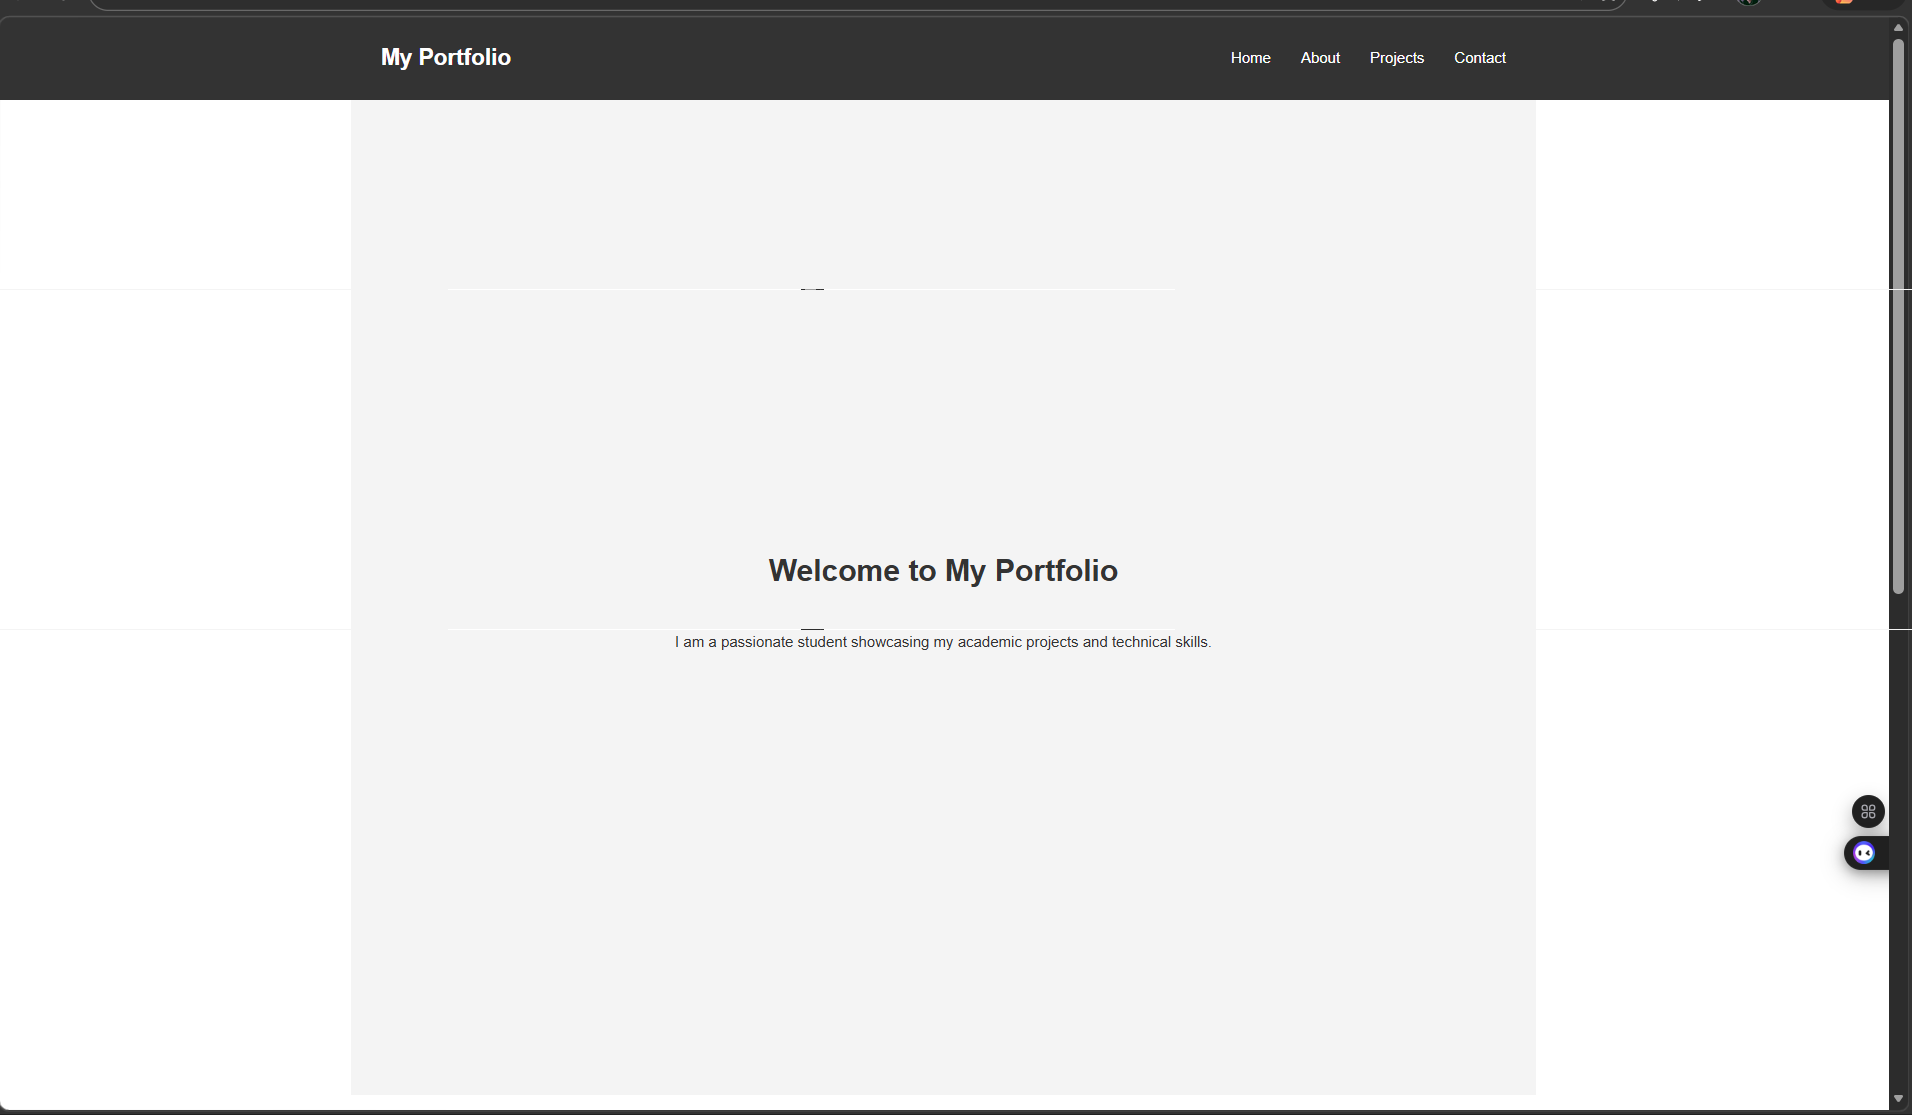 My Portfolio
Home About Projects Contact
Welcome to My Portfolio
I am a passionate student showcasing my academic projects and technical skills.